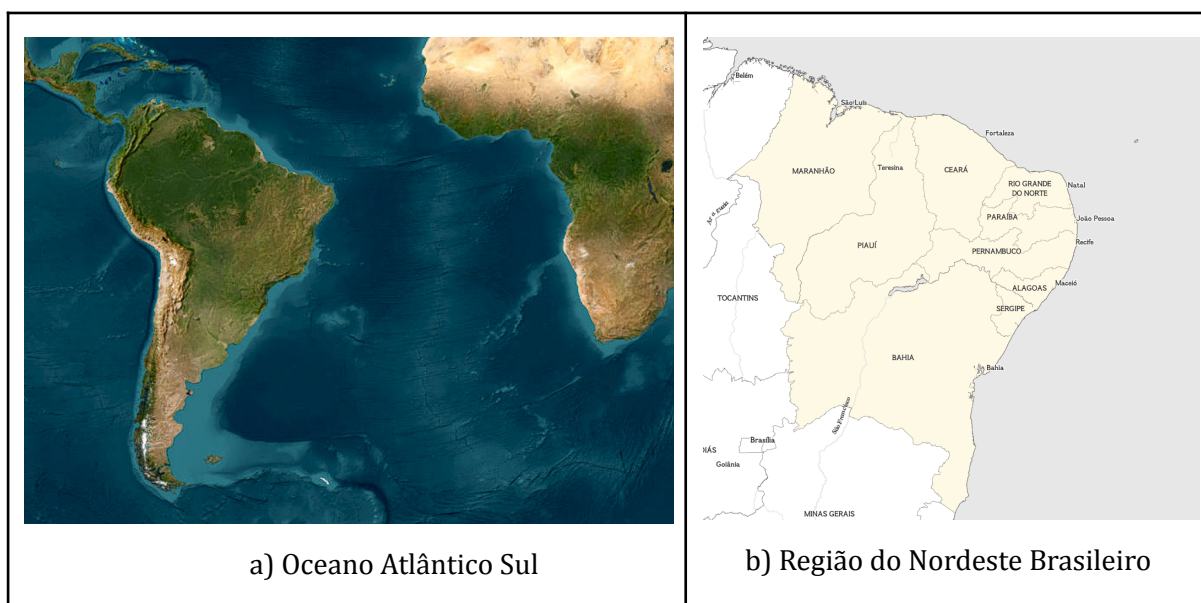 Belém
São Luís
Fortaleza
MARANHÃO
Teresina
CEARÁ
RIO GRANDE
DO NORTE
Natal
PARAÍBA
João Pessoa
Recife
PIAUÍ
PERNAMBUCO
ALAGOAS
Maceió
TOCANTINS
SERGIPE
BAHIA
Bahia
São Francisco
Brasília
IÁS
Goiânia
MINAS GERAIS
a) Oceano Atlântico Sul
b) Região do Nordeste Brasileiro